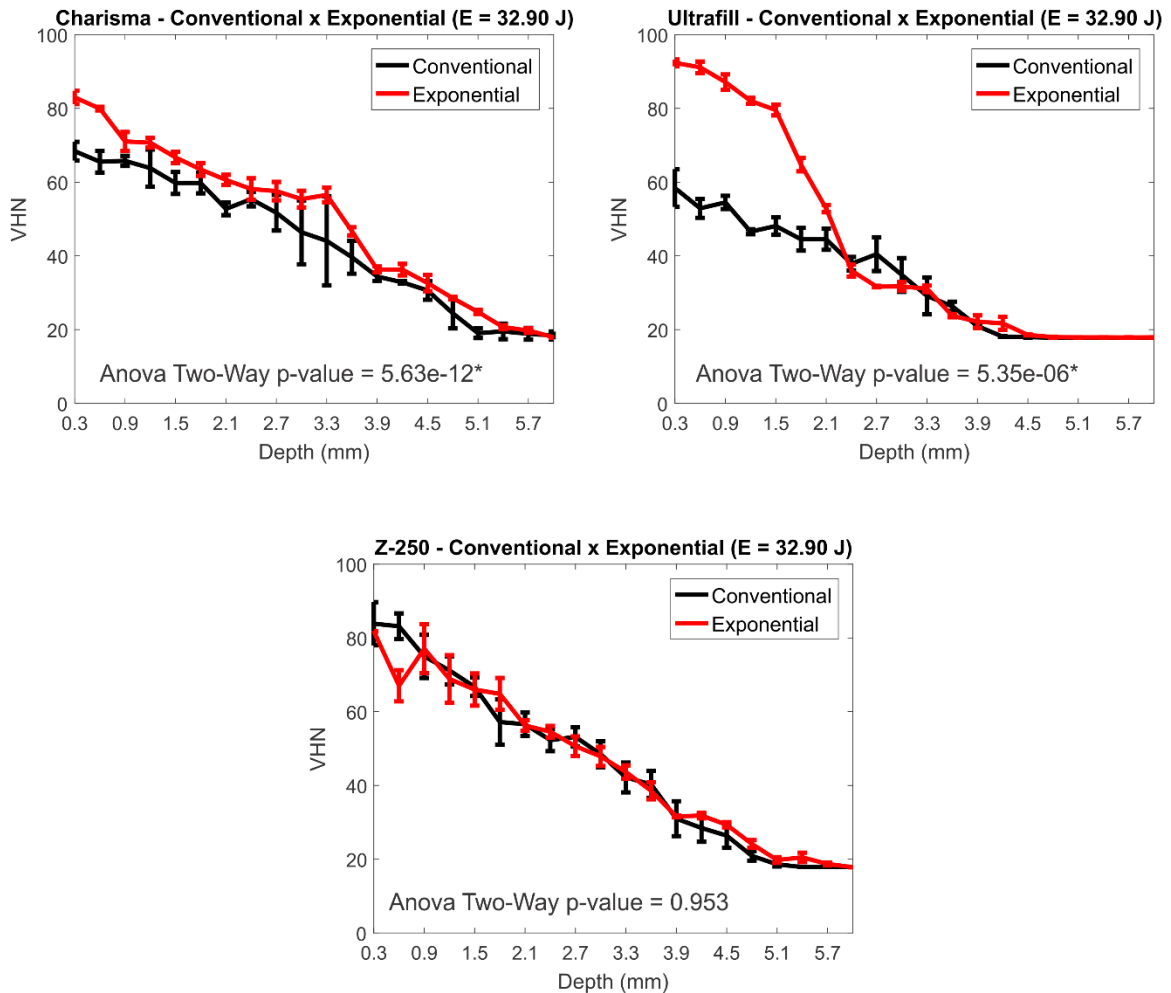 Charisma - Conventional x Exponential (E = 32.90 J)
100
80
60
40
20
0
VHN
Conventional
Exponential
Anova Two-Way p-value = 5.63e-12*
0.3 0.9 1.5 2.1 2.7 3.3 3.9 4.5 5.1 5.7
Depth (mm)
Ultrafill - Conventional x Exponential (E = 32.90 J)
100
80
60
40
20
0
VHN
Conventional
Exponential
Anova Two-Way p-value = 5.35e-06*
0.3 0.9 1.5 2.1 2.7 3.3 3.9 4.5 5.1 5.7
Depth (mm)
Z-250 - Conventional x Exponential (E = 32.90 J)
100
80
60
40
20
0
VHN
Conventional
Exponential
Anova Two-Way p-value = 0.953
0.3 0.9 1.5 2.1 2.7 3.3 3.9 4.5 5.1 5.7
Depth (mm)